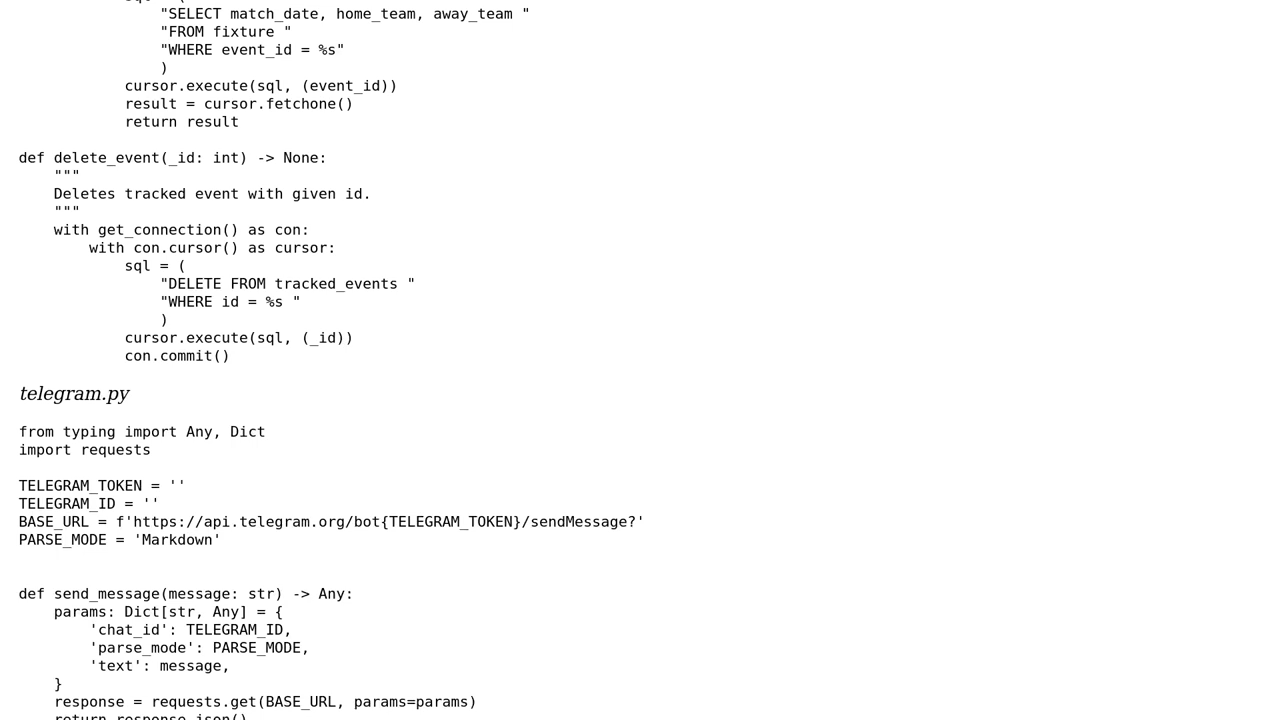 sql = (
                "SELECT match_date, home_team, away_team "
                "FROM fixture "
                "WHERE event_id = %s"
                )
            cursor.execute(sql, (event_id))
            result = cursor.fetchone()
            return result

def delete_event(_id: int) -> None:
    """
    Deletes tracked event with given id.
    """
    with get_connection() as con:
        with con.cursor() as cursor:
            sql = (
                "DELETE FROM tracked_events "
                "WHERE id = %s "
                )
            cursor.execute(sql, (_id))
            con.commit()

telegram.py

from typing import Any, Dict
import requests

TELEGRAM_TOKEN = ''
TELEGRAM_ID = ''
BASE_URL = f'https://api.telegram.org/bot{TELEGRAM_TOKEN}/sendMessage?'
PARSE_MODE = 'Markdown'


def send_message(message: str) -> Any:
    params: Dict[str, Any] = {
        'chat_id': TELEGRAM_ID,
        'parse_mode': PARSE_MODE,
        'text': message,
    }
    response = requests.get(BASE_URL, params=params)
    return response.json()